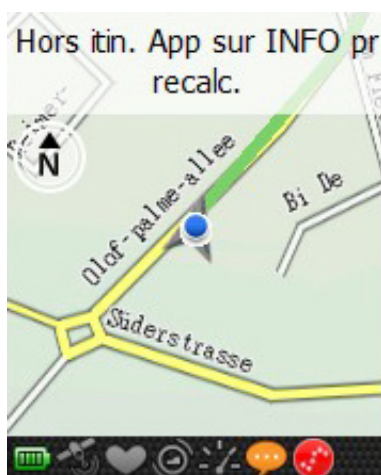 Hors itin. App sur INFO pr
recalc.
N
Olof-palme-allee
Bi De
Süderstrasse